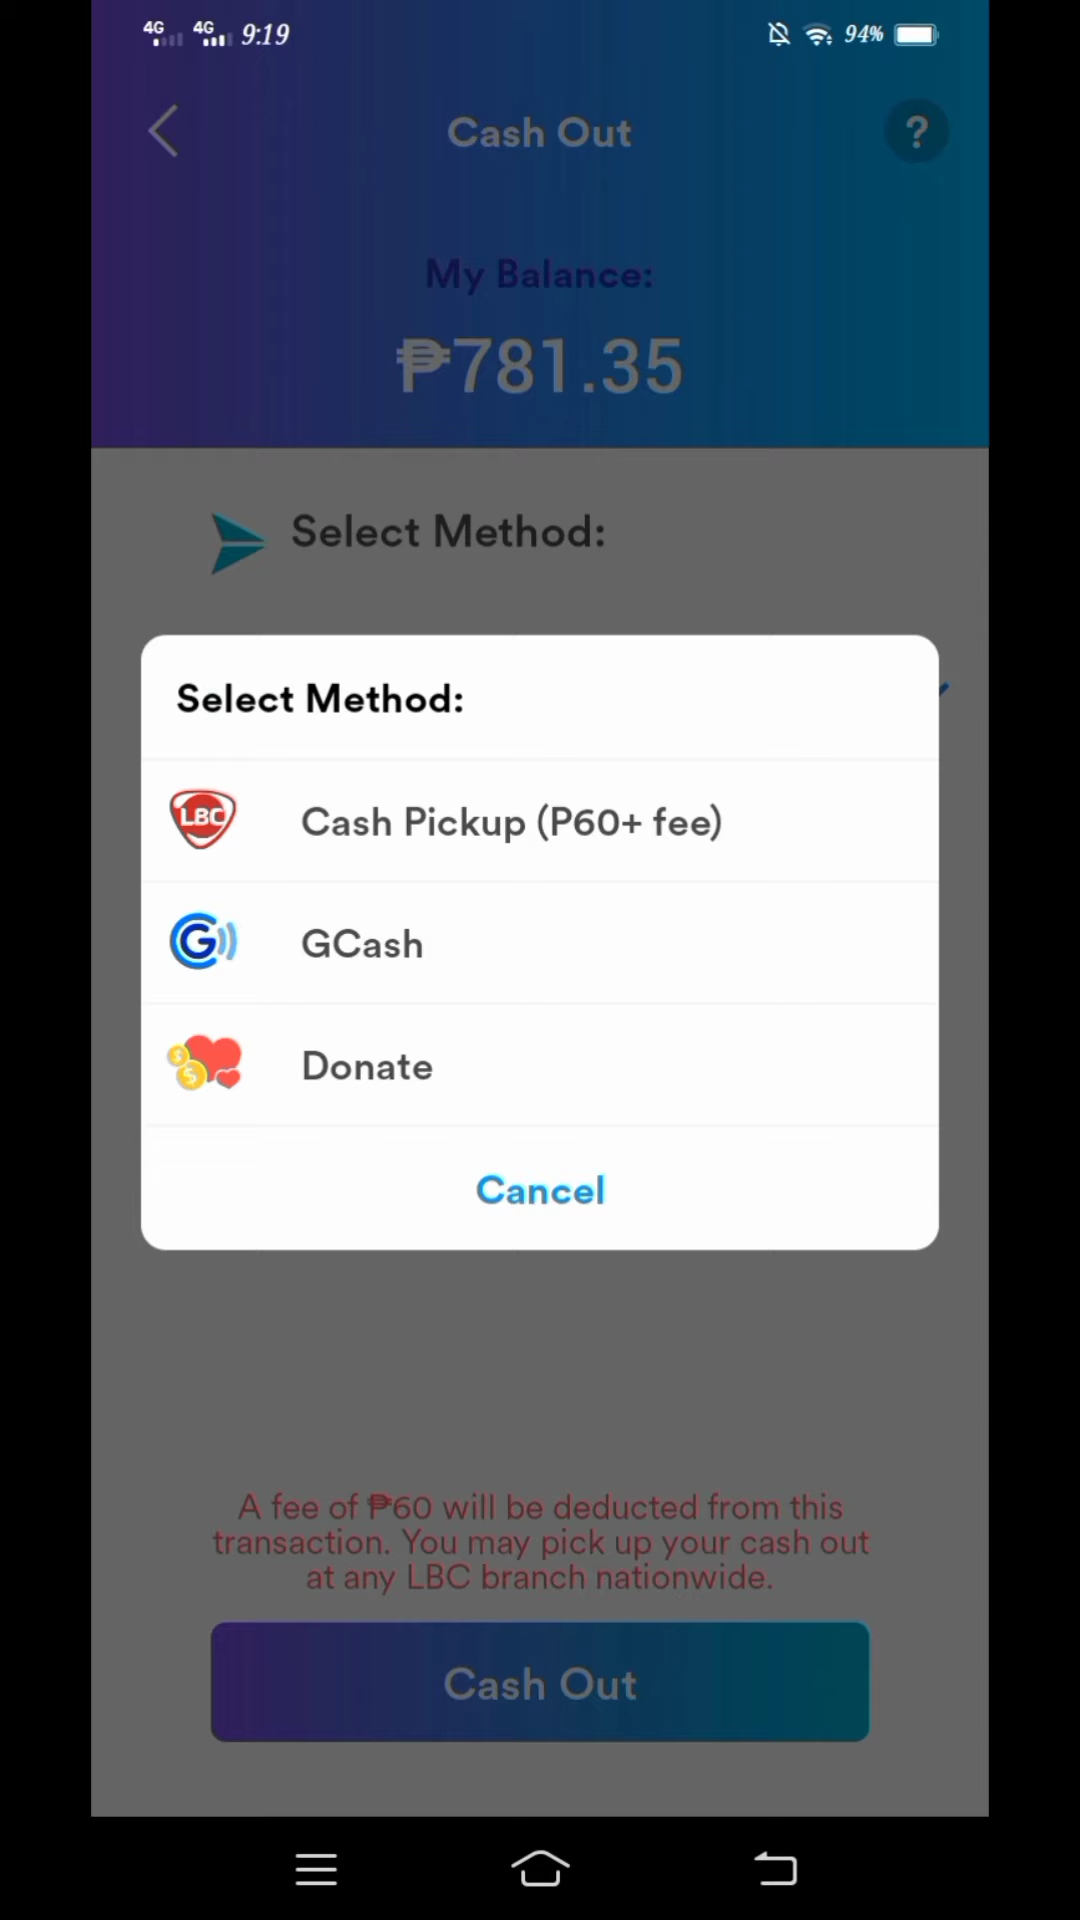 4G 4G 9:19 94%
Cash Out ?
My Balance:
₱781.35
Select Method:
Select Method:
LBC Cash Pickup (P60+ fee)
G GCash
$ $ Donate
Cancel
A fee of ₱60 will be deducted from this
transaction. You may pick up your cash out
at any LBC branch nationwide.
Cash Out